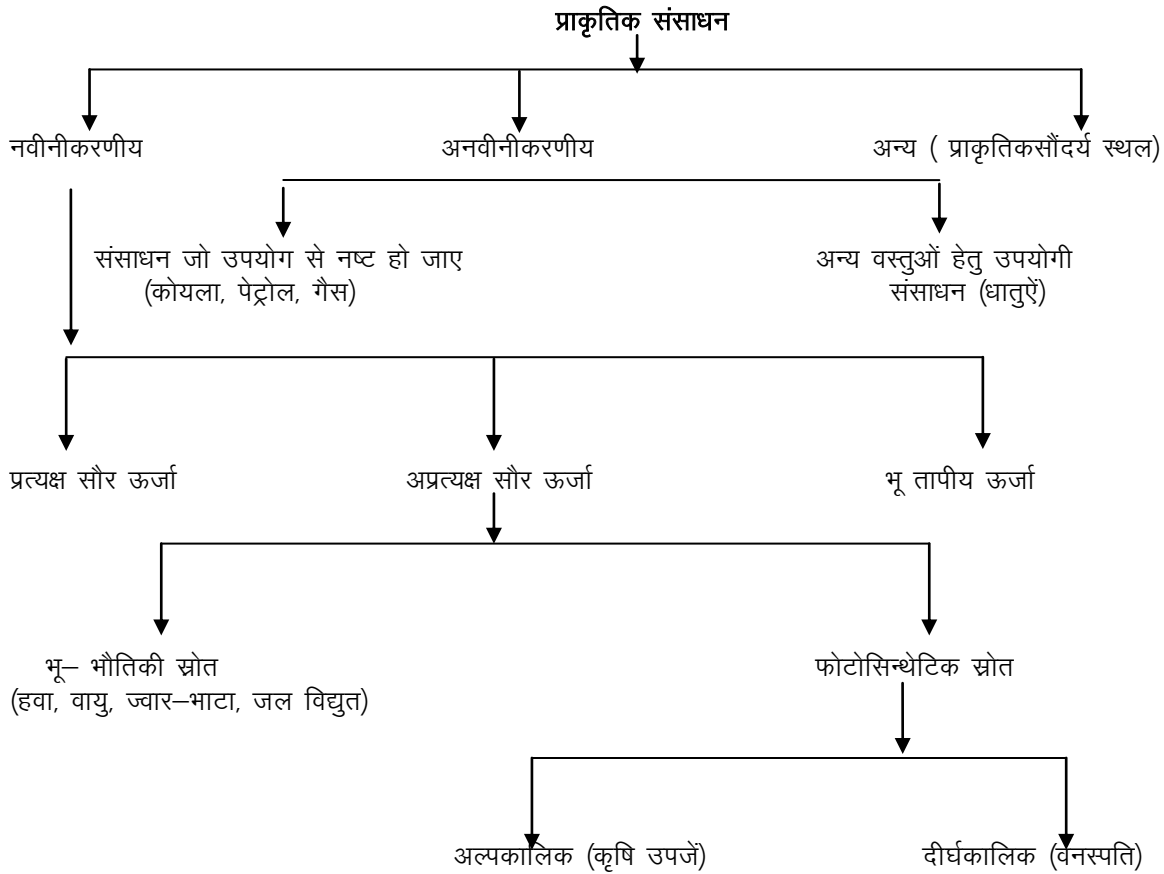 प्राकृतिक संसाधन
नवीनीकरणीय अनवीनीकरणीय अन्य ( प्राकृतिकसौंदर्य स्थल)
संसाधन जो उपयोग से नष्ट हो जाए
(कोयला, पेट्रोल, गैस)
अन्य वस्तुओं हेतु उपयोगी
संसाधन (धातुऐं)
प्रत्यक्ष सौर ऊर्जा अप्रत्यक्ष सौर ऊर्जा भू तापीय ऊर्जा
भू– भौतिकी स्रोत
(हवा, वायु, ज्वार–भाटा, जल विद्युत)
फोटोसिन्थेटिक स्रोत
अल्पकालिक (कृषि उपजें) दीर्घकालिक (वनस्पति)